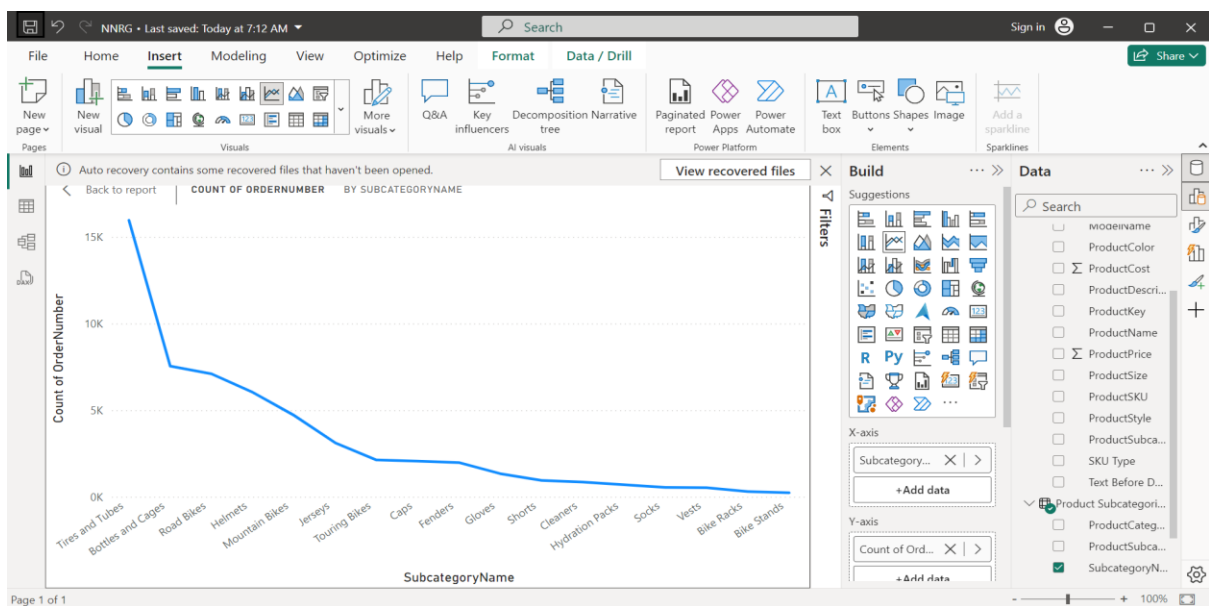 NNRG • Last saved: Today at 7:12 AM
Search
Sign in
File Home Insert Modeling View Optimize Help Format Data / Drill
Share
New page
New visual
More visuals
Q&A
Key influencers
Decomposition tree
Narrative
Paginated report
Power Apps
Power Automate
Text box
Buttons
Shapes
Image
Add a sparkline
Pages
Visuals
AI visuals
Power Platform
Elements
Sparklines
Auto recovery contains some recovered files that haven't been opened.
View recovered files
Back to report
COUNT OF ORDERNUMBER
BY SUBCATEGORYNAME
15K
10K
5K
0K
Count of OrderNumber
Tires and Tubes
Bottles and Cages
Road Bikes
Helmets
Mountain Bikes
Jerseys
Touring Bikes
Caps
Fenders
Gloves
Shorts
Cleaners
Hydration Packs
Socks
Vests
Bike Racks
Bike Stands
SubcategoryName
Filters
Build
Suggestions
123
R
Py
123
...
X-axis
Subcategory...
+Add data
Y-axis
Count of Ord...
+Add data
Data
...
Search
ModelName
ProductColor
ProductCost
ProductDescri...
ProductKey
ProductName
ProductPrice
ProductSize
ProductSKU
ProductStyle
ProductSubca...
SKU Type
Text Before D...
Product Subcategori...
ProductCateg...
ProductSubca...
SubcategoryN...
Page 1 of 1
- + 100%